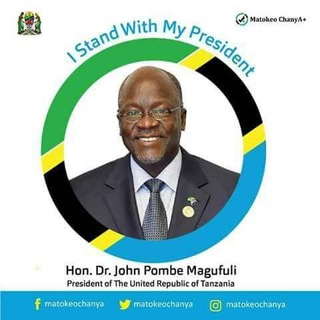 Matokeo ChanyA+
I Stand With My President
Hon. Dr. John Pombe Magufuli
President of The United Republic of Tanzania
matokeochanya matokeochanya matokeochanya